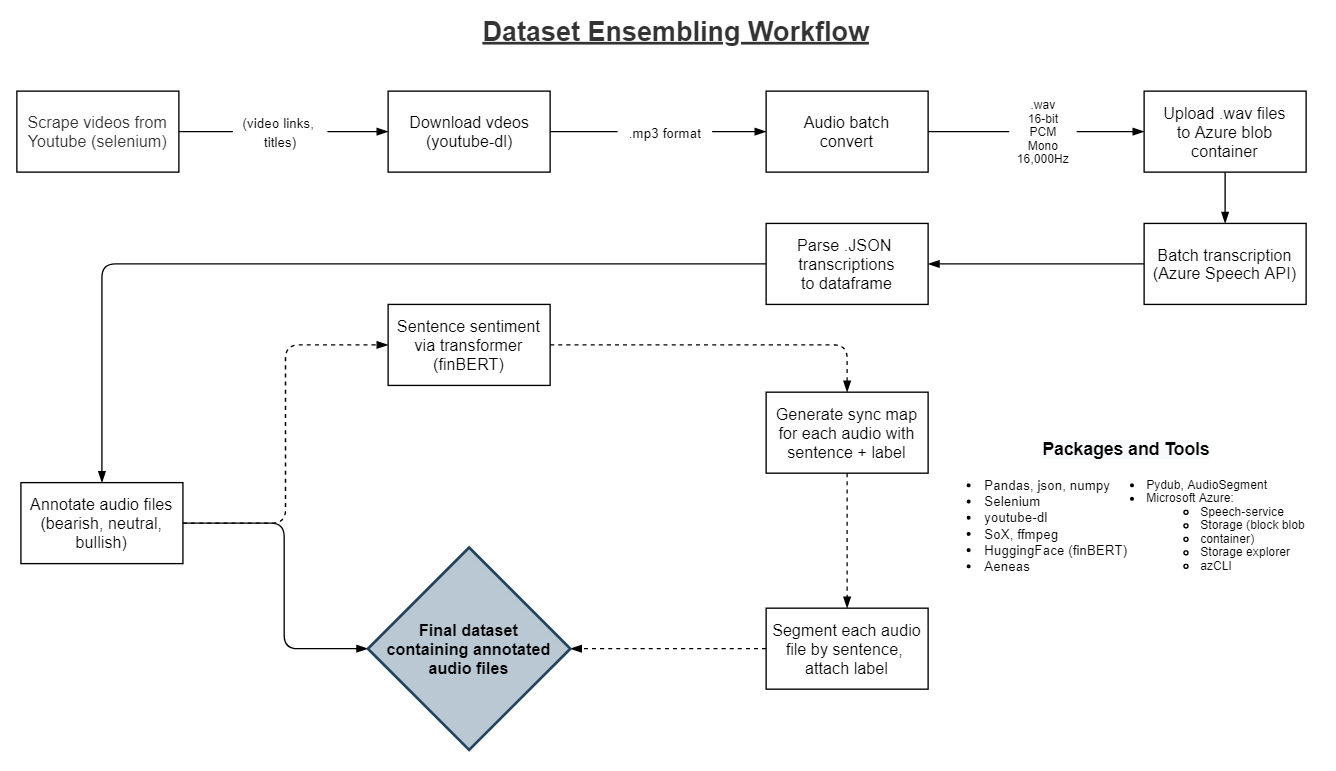 Dataset Ensembling Workflow
Scrape videos from
Youtube (selenium)
(video links,
titles)
Download vdeos
(youtube-dl)
.mp3 format
Audio batch
convert
.wav
16-bit
PCM
Mono
16,000Hz
Upload .wav files
to Azure blob
container
Batch transcription
(Azure Speech API)
Parse .JSON
transcriptions
to dataframe
Annotate audio files
(bearish, neutral,
bullish)
Sentence sentiment
via transformer
(finBERT)
Generate sync map
for each audio with
sentence + label
Segment each audio
file by sentence,
attach label
Final dataset
containing annotated
audio files
Packages and Tools
• Pandas, json, numpy
• Selenium
• youtube-dl
• SoX, ffmpeg
• HuggingFace (finBERT)
• Aeneas
• Pydub, AudioSegment
• Microsoft Azure:
o Speech-service
o Storage (block blob
o container)
o Storage explorer
o azCLI